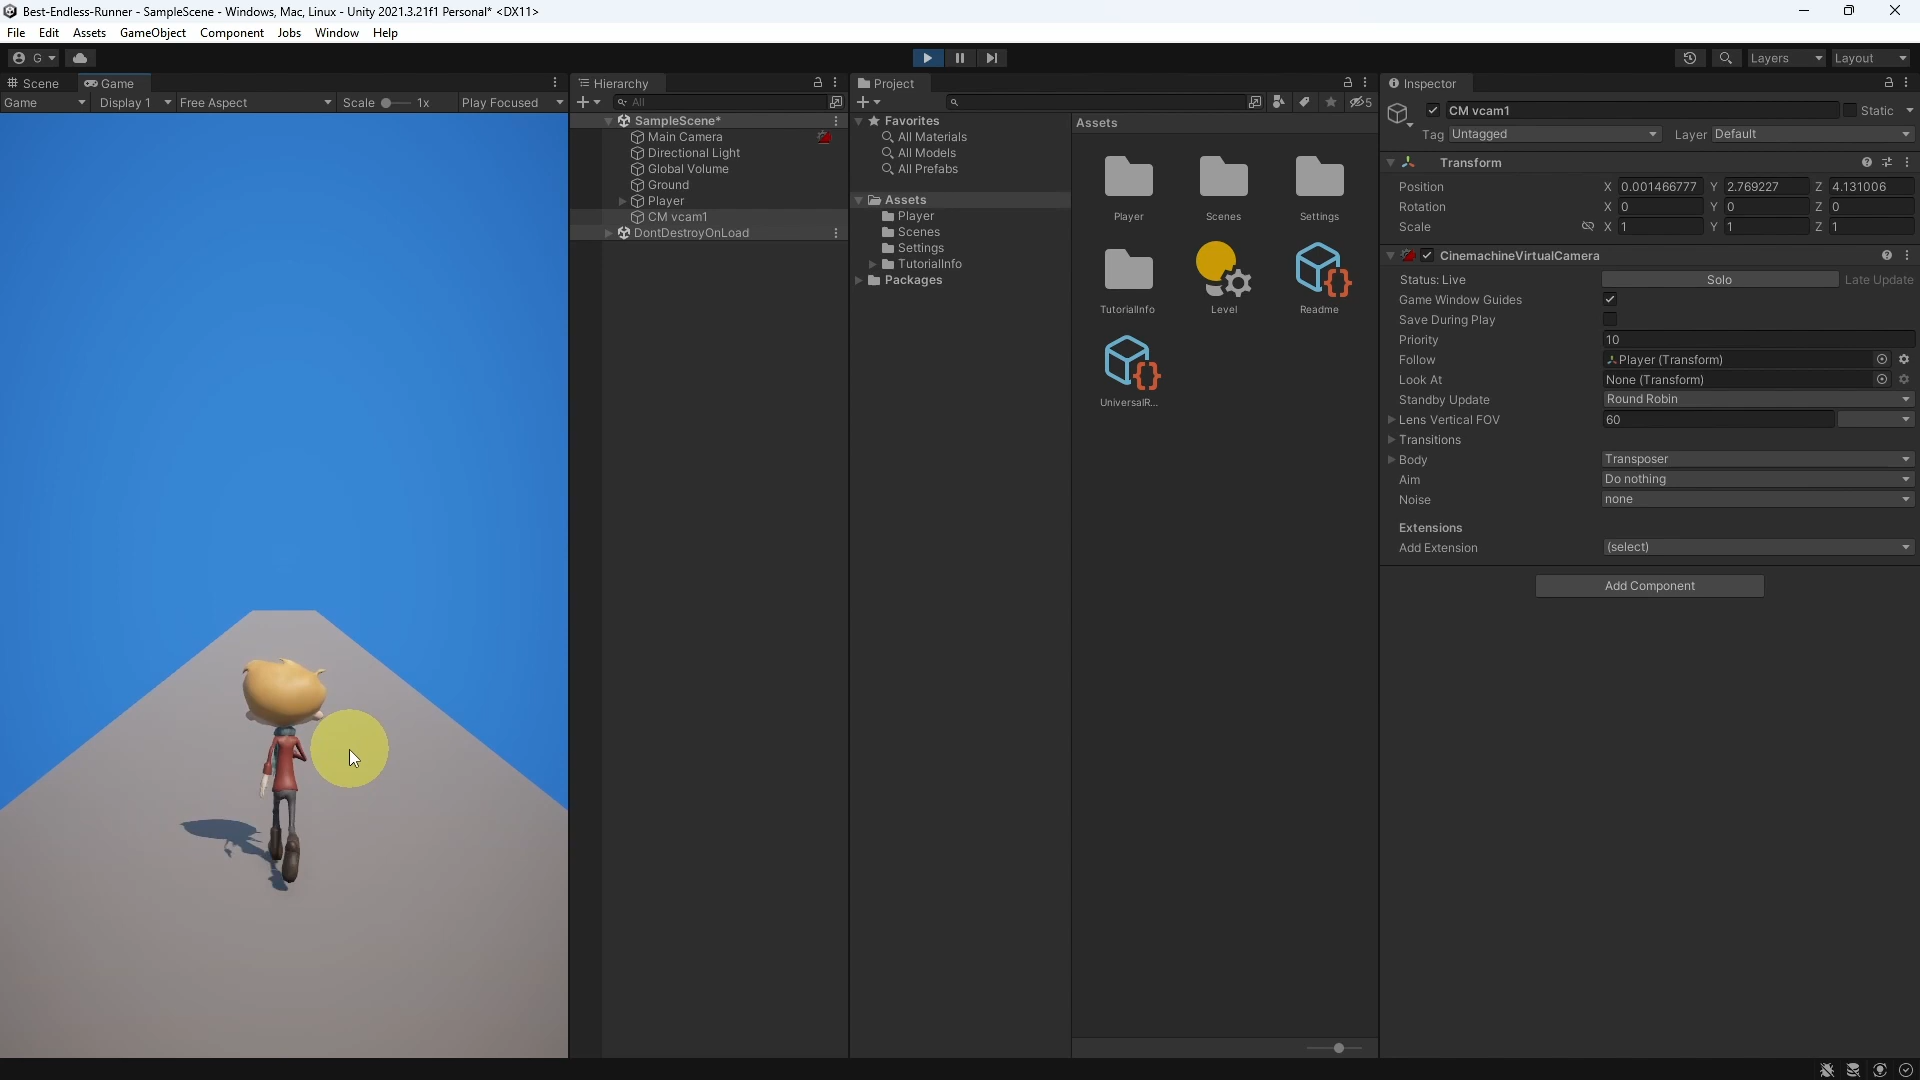 Best-Endless-Runner - SampleScene - Windows, Mac, Linux - Unity 2021.3.21f1 Personal* <DX11>
File Edit Assets GameObject Component Jobs Window Help
G Layers Layout
Scene Game
Game Display 1 Free Aspect Scale 1x Play Focused
Hierarchy
All
SampleScene*
Main Camera
Directional Light
Global Volume
Ground
Player
CM vcam1
DontDestroyOnLoad
Project
5
Favorites
All Materials
All Models
All Prefabs
Assets
Player
Scenes
Settings
TutorialInfo
Packages
Assets
Player Scenes Settings
TutorialInfo Level Readme
UniversalR...
Inspector
CM vcam1 Static
Tag Untagged Layer Default
Transform
Position X 0.001466777 Y 2.769227 Z 4.131006
Rotation X 0 Y 0 Z 0
Scale X 1 Y 1 Z 1
CinemachineVirtualCamera
Status: Live Solo Late Update
Game Window Guides
Save During Play
Priority 10
Follow Player (Transform)
Look At None (Transform)
Standby Update Round Robin
Lens Vertical FOV 60
Transitions
Body Transposer
Aim Do nothing
Noise none
Extensions
Add Extension (select)
Add Component